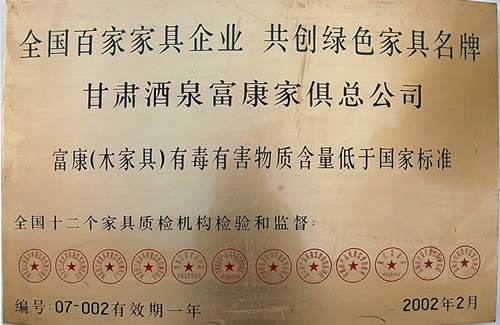 全国百家家具企业 共创绿色家具名牌
甘肃酒泉富康家俱总公司
富康(木家具)有毒有害物质含量低于国家标准
全国十二个家具质检机构检验和监督:
编号:07-002有效期一年
2002年2月